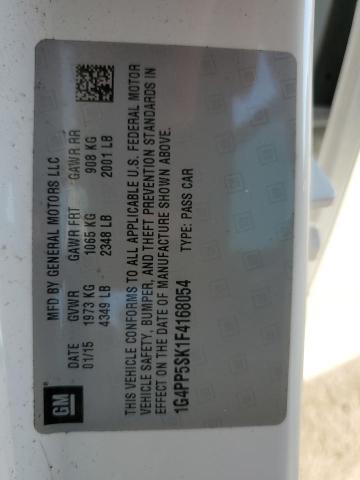 MFD BY GENERAL MOTORS LLC
DATE GVWR GAWR FRT GAWR RR
01/15 1973 KG 1065 KG 908 KG
4349 LB 2348 LB 2001 LB
THIS VEHICLE CONFORMS TO ALL APPLICABLE U.S. FEDERAL MOTOR
VEHICLE SAFETY, BUMPER, AND THEFT PREVENTION STANDARDS IN
EFFECT ON THE DATE OF MANUFACTURE SHOWN ABOVE.
1G4PP5SK1F4168054 TYPE: PASS CAR
GM